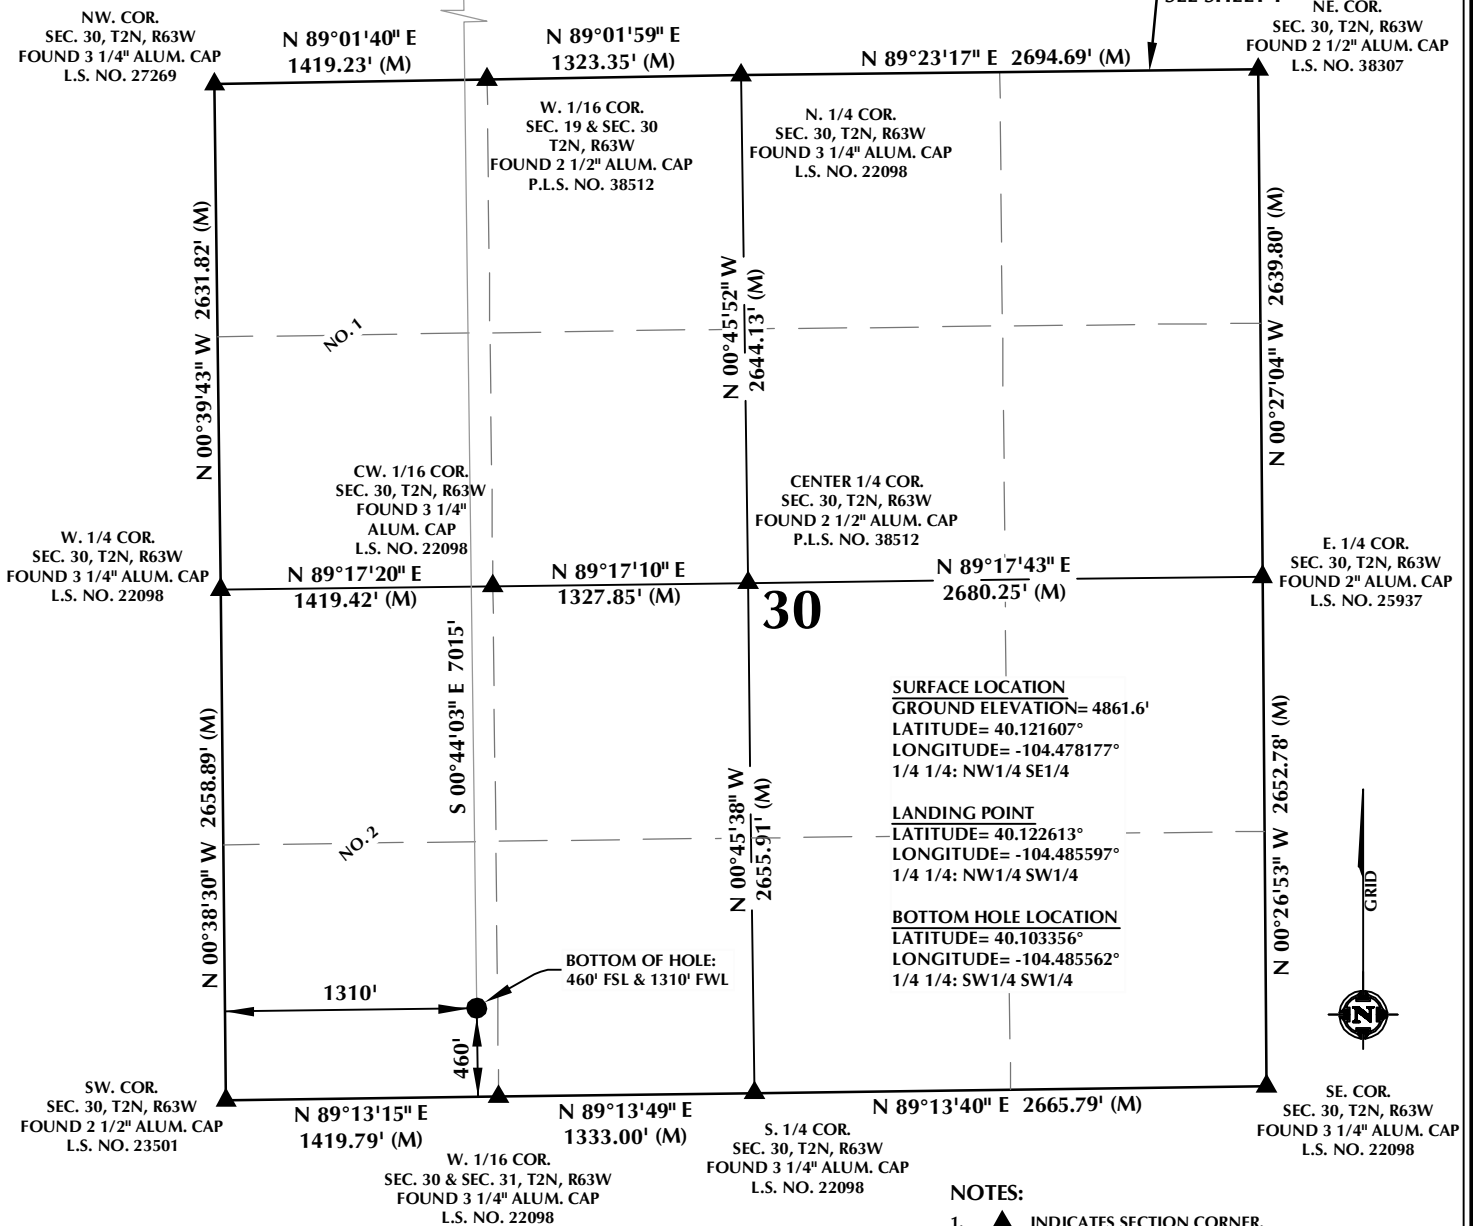 NW. COR.
SEC. 30, T2N, R63W
FOUND 3 1/4" ALUM. CAP
L.S. NO. 27269
N 89°01'40" E
1419.23' (M)
N 89°01'59" E
1323.35' (M)
N 89°23'17" E 2694.69' (M)
NE. COR.
SEC. 30, T2N, R63W
FOUND 2 1/2" ALUM. CAP
L.S. NO. 38307
W. 1/16 COR.
SEC. 19 & SEC. 30
T2N, R63W
FOUND 2 1/2" ALUM. CAP
P.L.S. NO. 38512
N. 1/4 COR.
SEC. 30, T2N, R63W
FOUND 3 1/4" ALUM. CAP
L.S. NO. 22098
N 00°39'43" W 2631.82' (M)
NO.1
N 00°45'52" W
2644.13' (M)
N 00°27'04" W 2639.80' (M)
CW. 1/16 COR.
SEC. 30, T2N, R63W
FOUND 3 1/4"
ALUM. CAP
L.S. NO. 22098
CENTER 1/4 COR.
SEC. 30, T2N, R63W
FOUND 2 1/2" ALUM. CAP
P.L.S. NO. 38512
W. 1/4 COR.
SEC. 30, T2N, R63W
FOUND 3 1/4" ALUM. CAP
L.S. NO. 22098
N 89°17'20" E
1419.42' (M)
N 89°17'10" E
1327.85' (M)
30
N 89°17'43" E
2680.25' (M)
E. 1/4 COR.
SEC. 30, T2N, R63W
FOUND 2" ALUM. CAP
L.S. NO. 25937
S 00°44'03" E 7015'
SURFACE LOCATION
GROUND ELEVATION= 4861.6'
LATITUDE= 40.121607°
LONGITUDE= -104.478177°
1/4 1/4: NW1/4 SE1/4
LANDING POINT
LATITUDE= 40.122613°
LONGITUDE= -104.485597°
1/4 1/4: NW1/4 SW1/4
BOTTOM HOLE LOCATION
LATITUDE= 40.103356°
LONGITUDE= -104.485562°
1/4 1/4: SW1/4 SW1/4
N 00°38'30" W 2658.89' (M)
NO.2
N 00°45'38" W
2655.91' (M)
N 00°26'53" W 2652.78' (M)
GRID
N
BOTTOM OF HOLE:
460' FSL & 1310' FWL
1310'
460'
SW. COR.
SEC. 30, T2N, R63W
FOUND 2 1/2" ALUM. CAP
L.S. NO. 23501
N 89°13'15" E
1419.79' (M)
N 89°13'49" E
1333.00' (M)
N 89°13'40" E 2665.79' (M)
SE. COR.
SEC. 30, T2N, R63W
FOUND 3 1/4" ALUM. CAP
L.S. NO. 22098
W. 1/16 COR.
SEC. 30 & SEC. 31, T2N, R63W
FOUND 3 1/4" ALUM. CAP
L.S. NO. 22098
S. 1/4 COR.
SEC. 30, T2N, R63W
FOUND 3 1/4" ALUM. CAP
L.S. NO. 22098
NOTES:
1. INDICATES SECTION CORNER.